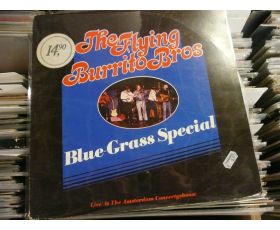 14,90
The Flying
Burrito Bros
Blue-Grass Special
Live At The Amsterdam Concertgebouw